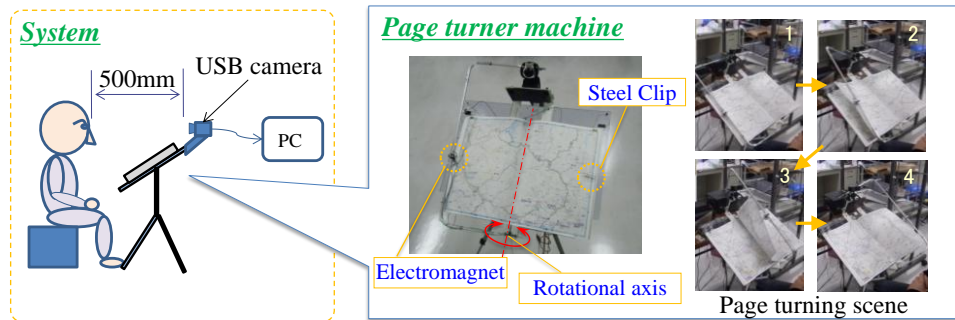 System
500mm
USB camera
PC
Page turner machine
Steel Clip
Electromagnet
Rotational axis
1
2
3
4
Page turning scene